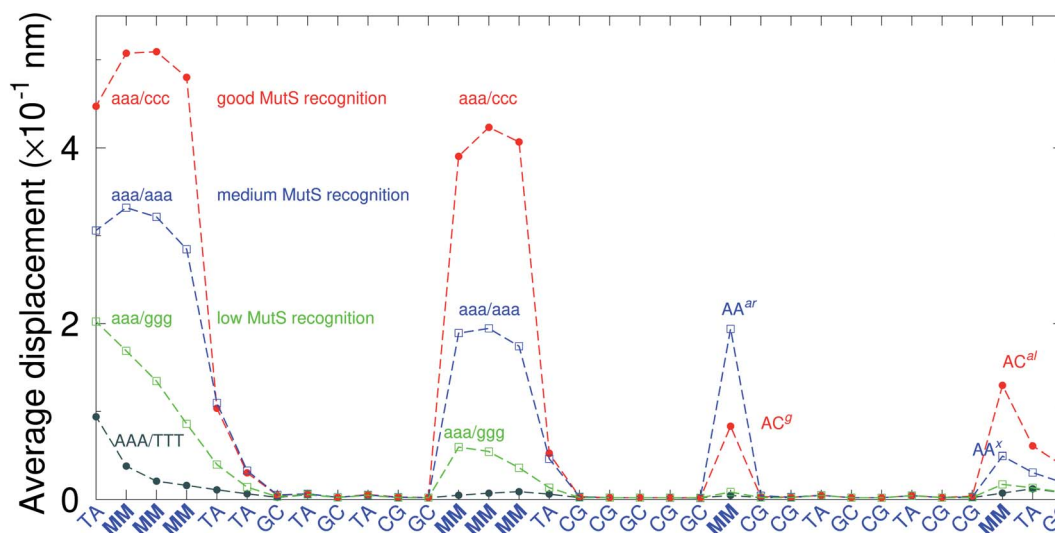 Average displacement (×10⁻¹ nm)
4
2
0
aaa/ccc good MutS recognition
aaa/ccc
aaa/aaa medium MutS recognition
aaa/aaa
aaa/ggg low MutS recognition
AAA/TTT
aaa/ggg
AA^ar
AC^g
AC^al
AA^x
TA MM MM MM TA TA GC TA GC TA CG GC MM MM MM TA CG CG GC CG GC MM CG CG TA GC GC TA CG CG MM TA